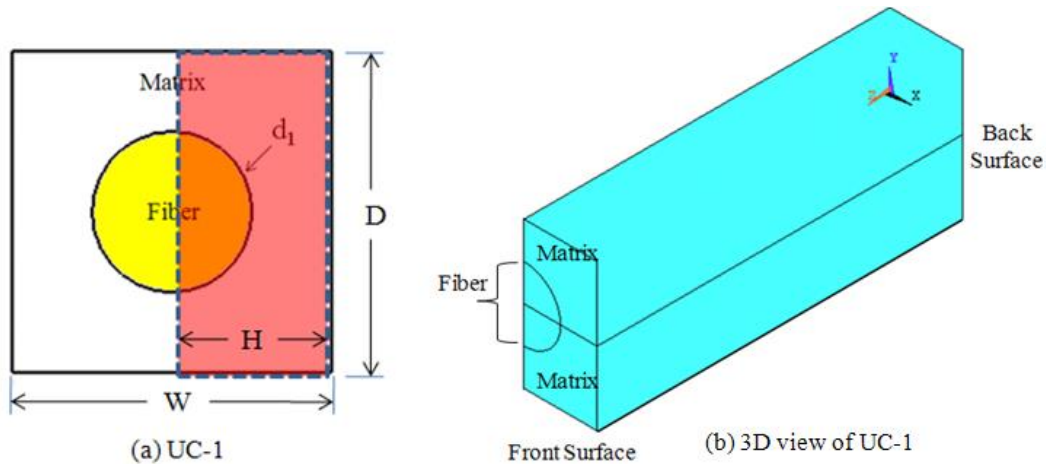 Matrix
d₁
Fiber
D
H
W
(a) UC-1
Y
Z
X
Back
Surface
Matrix
Fiber
Matrix
Front Surface
(b) 3D view of UC-1